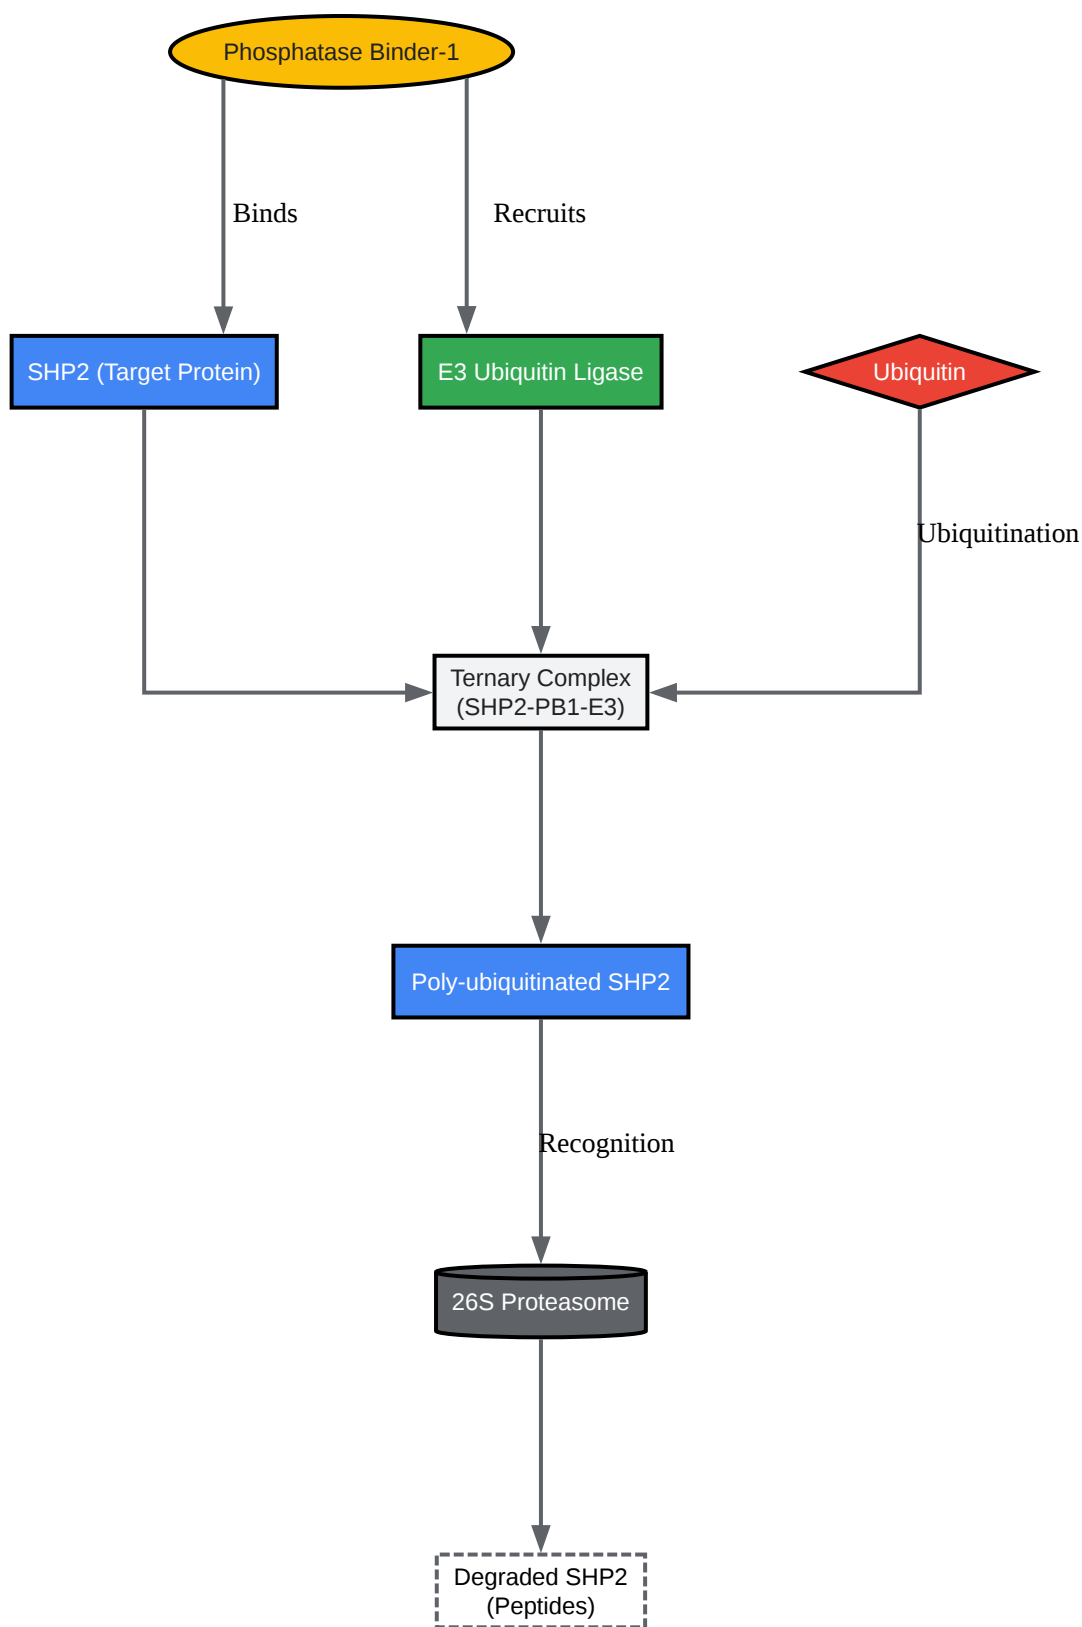 Phosphatase Binder-1
Binds
Recruits
SHP2 (Target Protein)
E3 Ubiquitin Ligase
Ubiquitin
Ubiquitination
Ternary Complex
(SHP2-PB1-E3)
Poly-ubiquitinated SHP2
Recognition
26S Proteasome
Degraded SHP2
(Peptides)